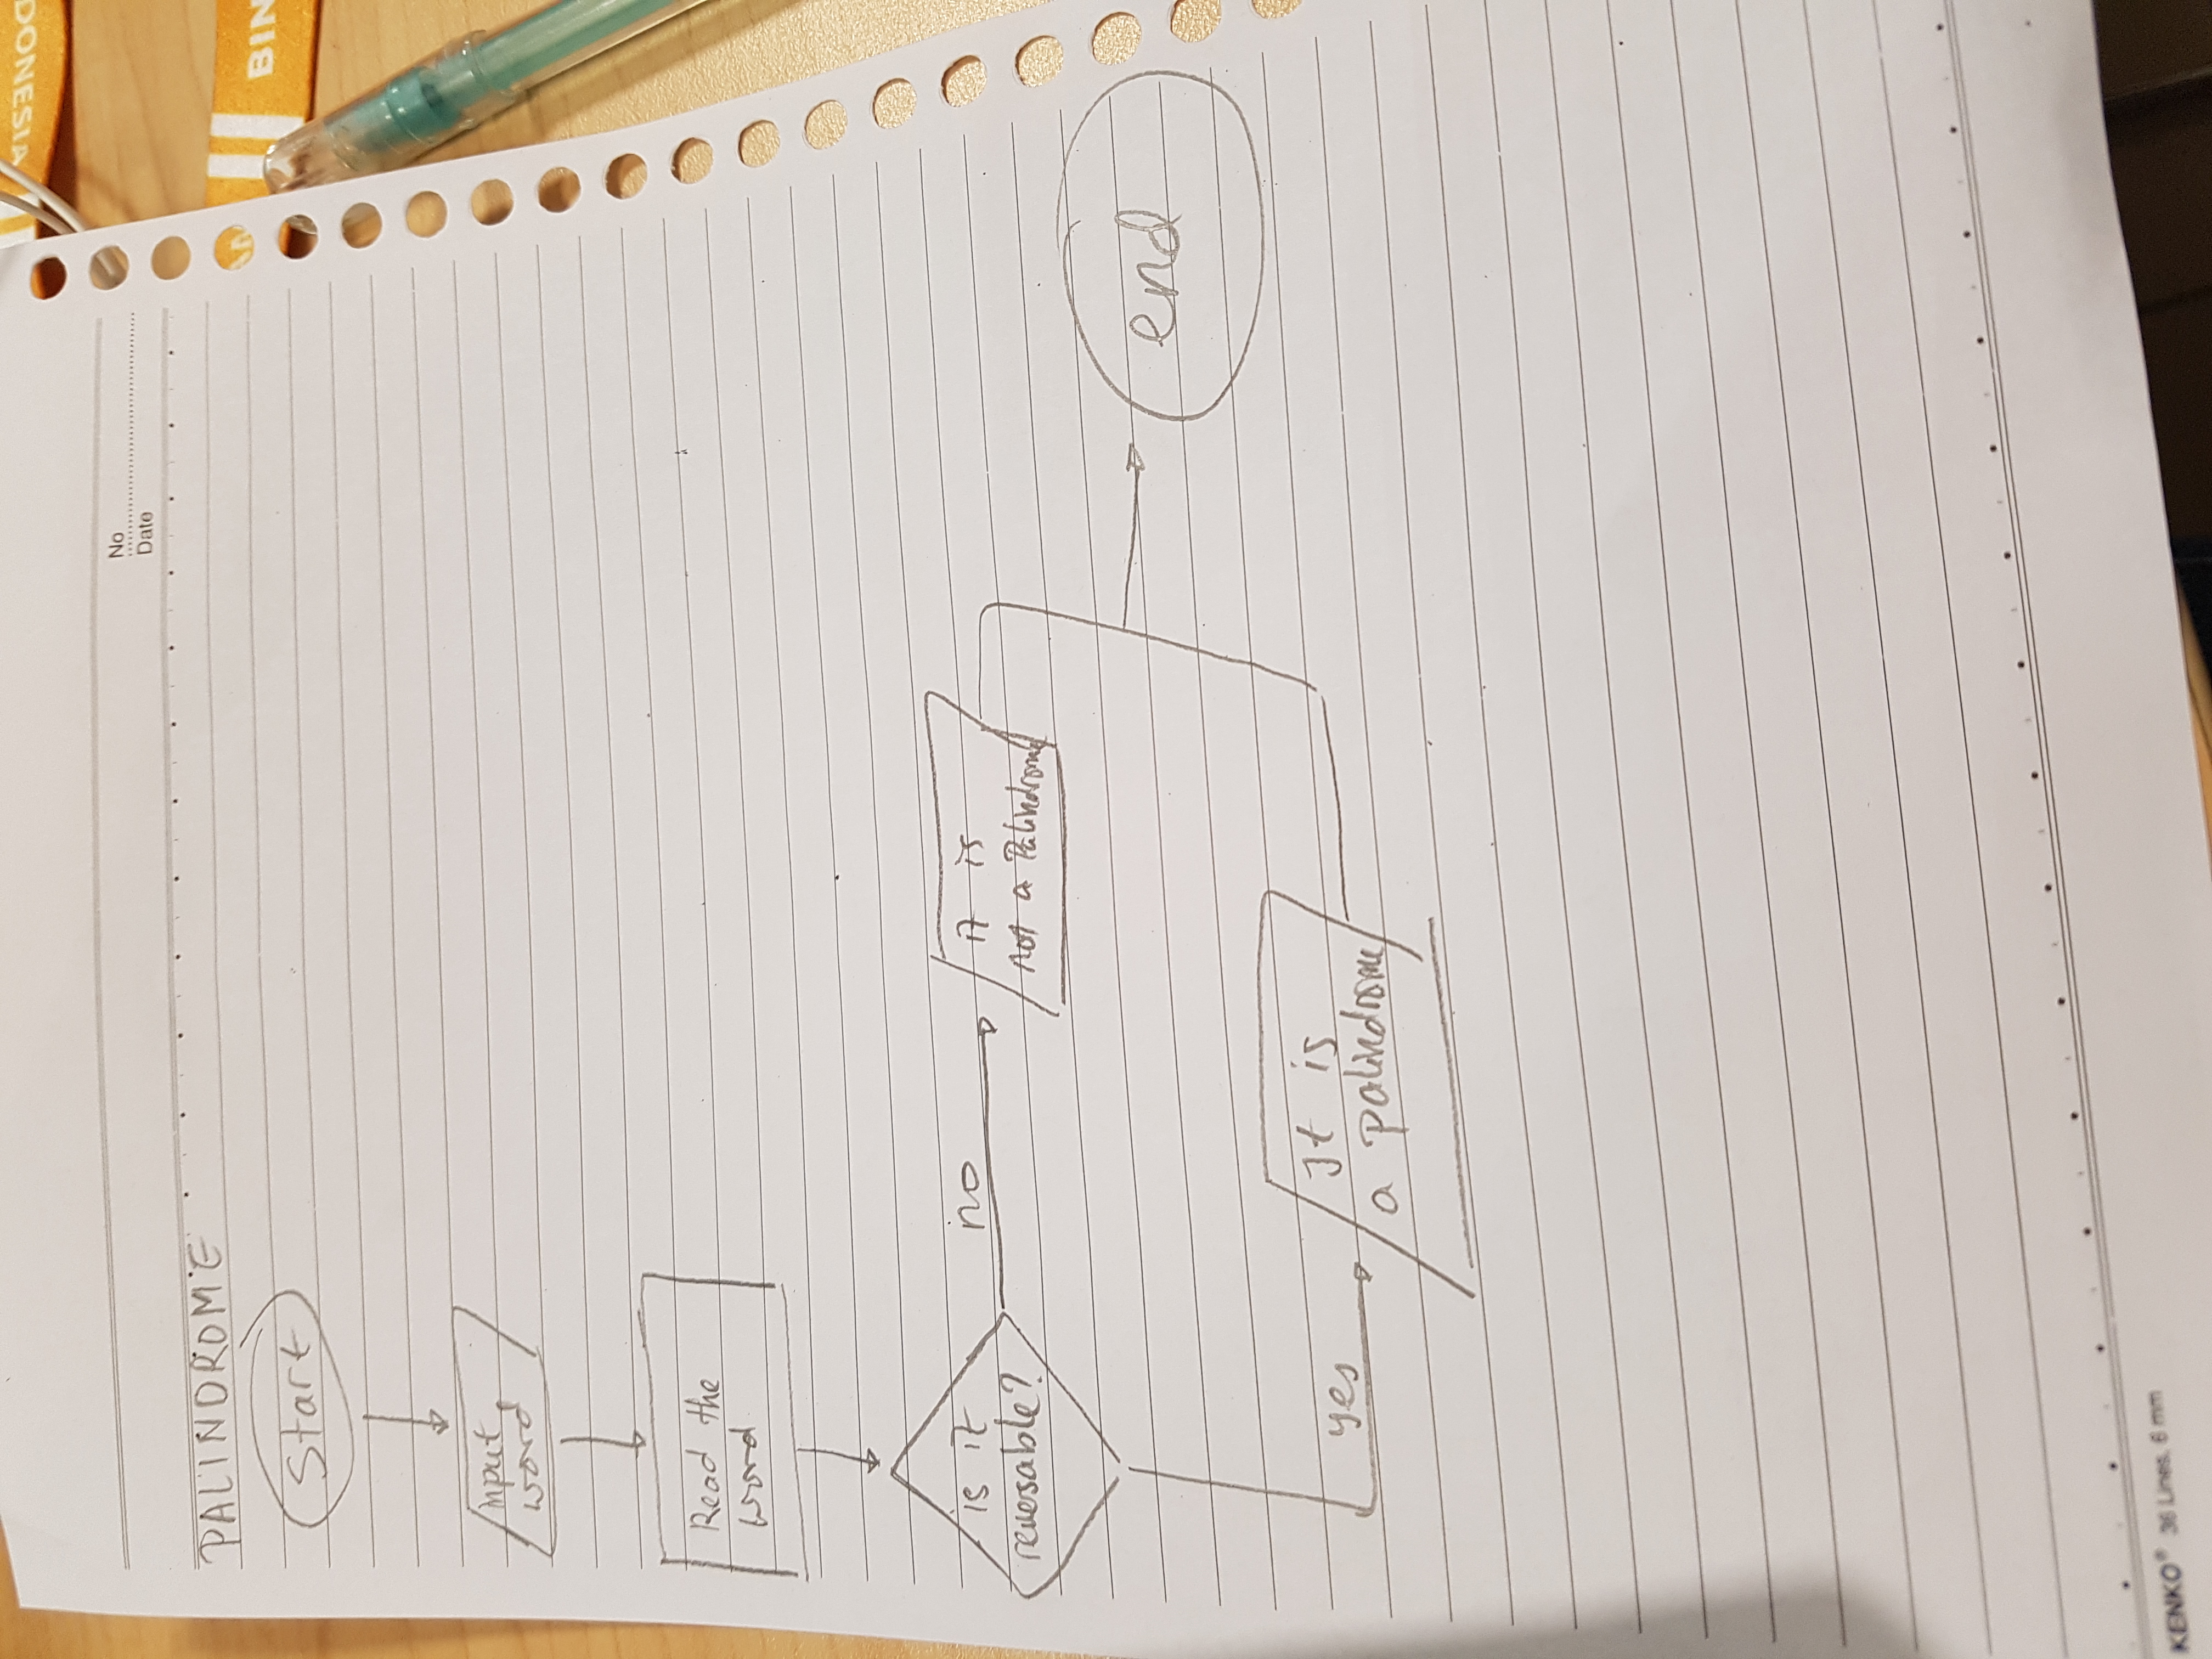 No
Date
PALINDROME
Start
input
word
Read the
word
is it
reversable?
no
it is
not a Palindrome
end
yes
It is
a palindrome
KENKO® 36 Lines, 6 mm
ONESIA
BIN